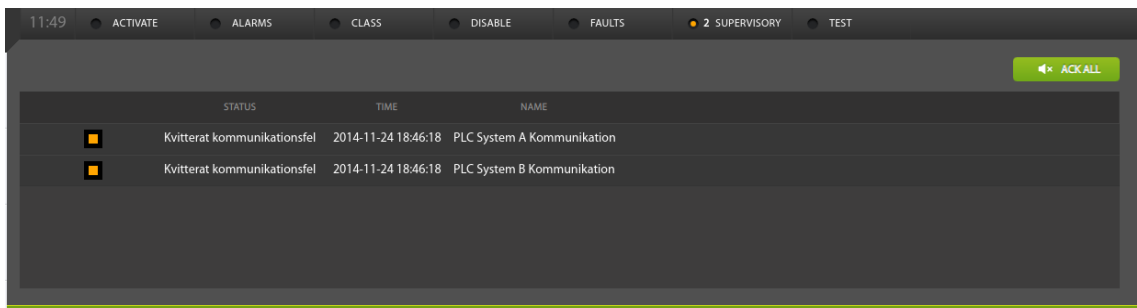 11:49 ACTIVATE ALARMS CLASS DISABLE FAULTS 2 SUPERVISORY TEST
ACK ALL
STATUS TIME NAME
Kvitterat kommunikationsfel 2014-11-24 18:46:18 PLC System A Kommunikation
Kvitterat kommunikationsfel 2014-11-24 18:46:18 PLC System B Kommunikation